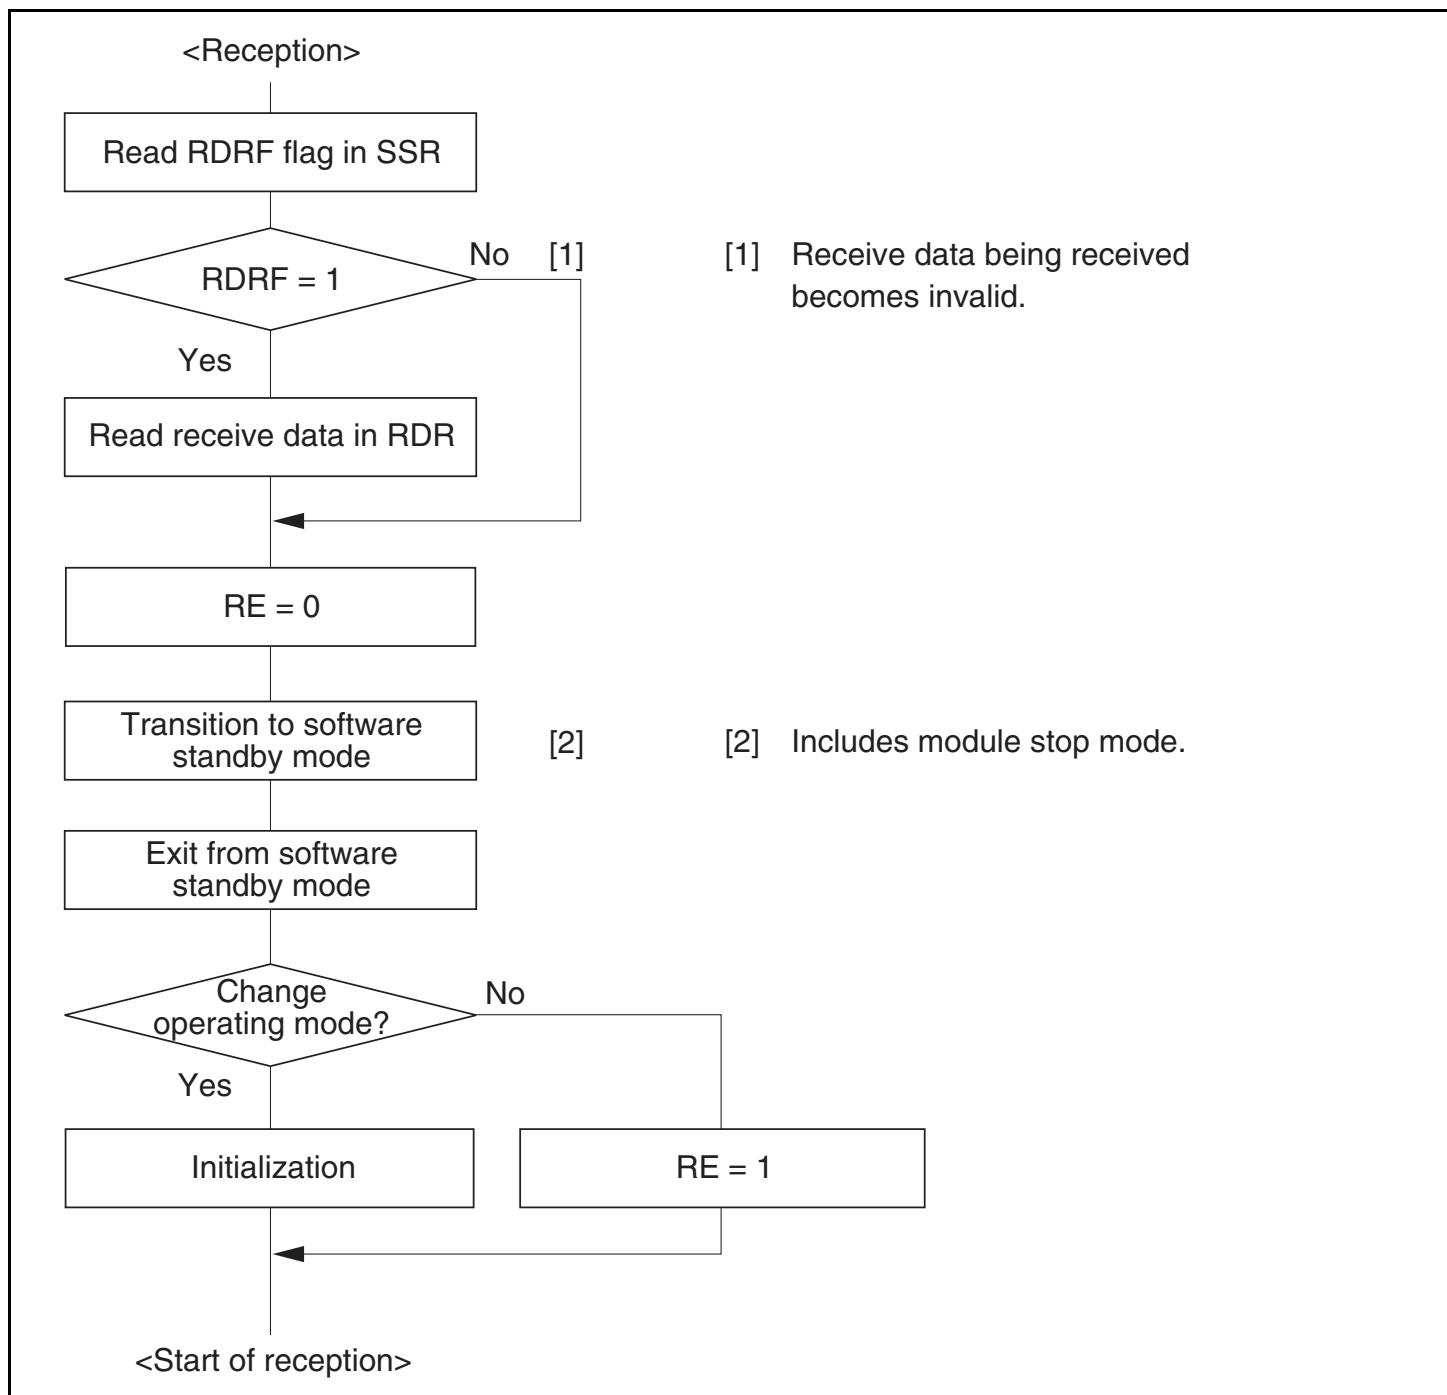 <Reception>
Read RDRF flag in SSR
No [1]
[1] Receive data being received
becomes invalid.
RDRF = 1
Yes
Read receive data in RDR
RE = 0
Transition to software
standby mode
[2]
[2] Includes module stop mode.
Exit from software
standby mode
Change
operating mode?
No
Yes
Initialization
RE = 1
<Start of reception>